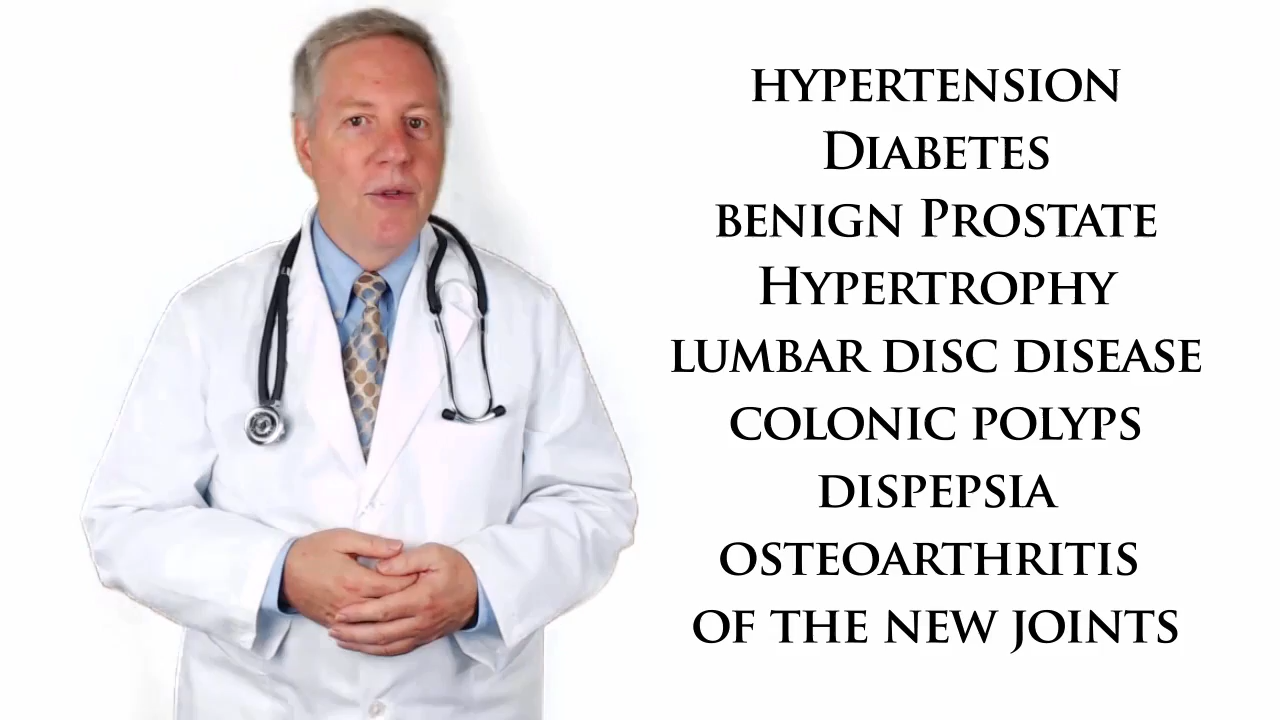 HYPERTENSION
DIABETES
BENIGN PROSTATE
HYPERTROPHY
LUMBAR DISC DISEASE
COLONIC POLYPS
DISPEPSIA
OSTEOARTHRITIS
OF THE NEW JOINTS